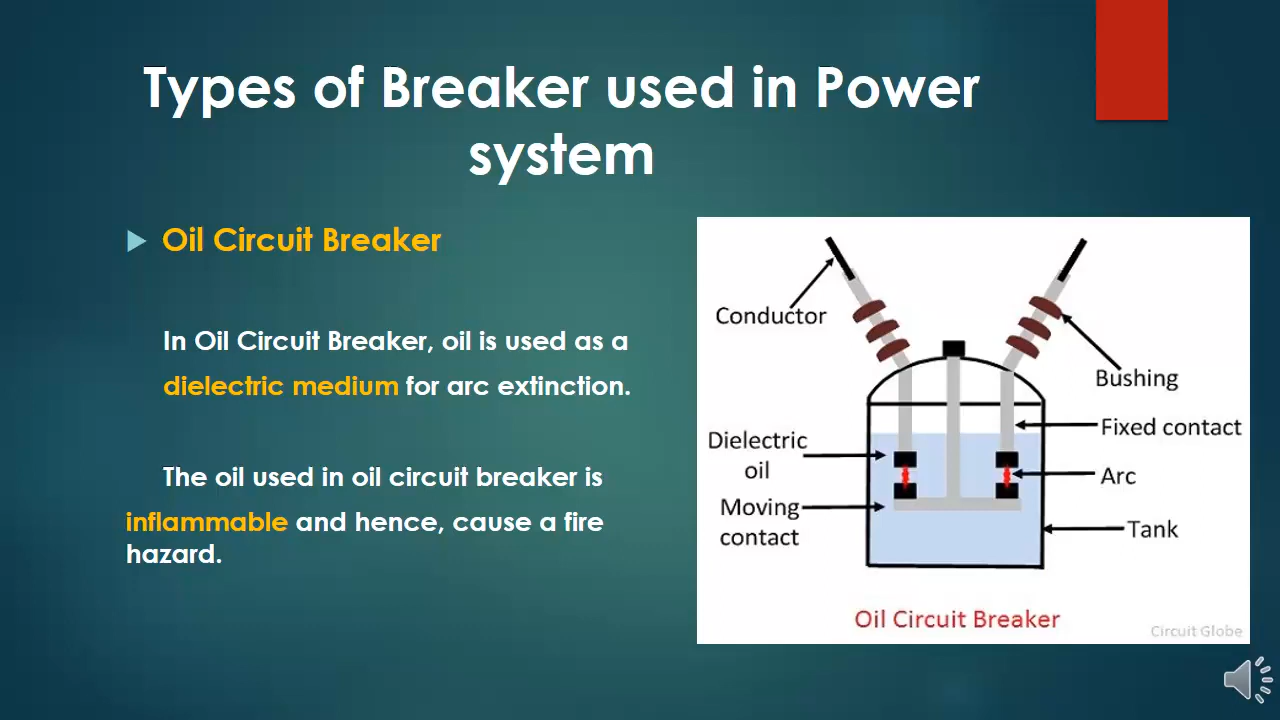 Types of Breaker used in Power
system
Oil Circuit Breaker
In Oil Circuit Breaker, oil is used as a
dielectric medium for arc extinction.
The oil used in oil circuit breaker is
inflammable and hence, cause a fire
hazard.
Conductor
Bushing
Fixed contact
Dielectric
oil
Arc
Moving
contact
Tank
Oil Circuit Breaker
Circuit Globe